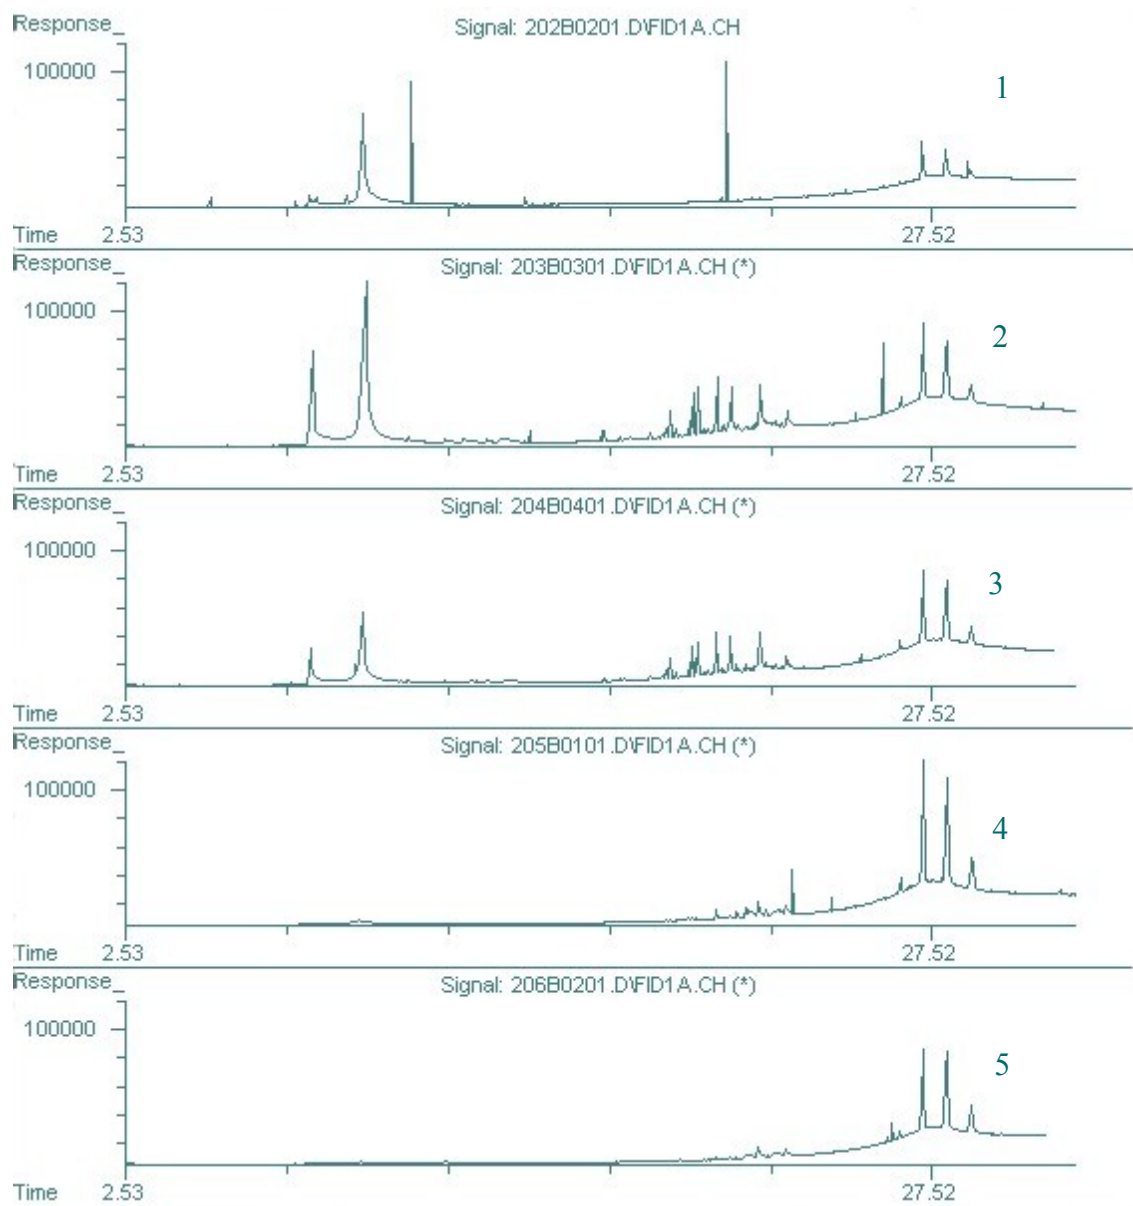 Response_
Signal: 202B0201.D\FID1A.CH
100000
1
Time 2.53 27.52
Response_
Signal: 203B0301.D\FID1A.CH (*)
100000
2
Time 2.53 27.52
Response_
Signal: 204B0401.D\FID1A.CH (*)
100000
3
Time 2.53 27.52
Response_
Signal: 205B0101.D\FID1A.CH (*)
100000
4
Time 2.53 27.52
Response_
Signal: 206B0201.D\FID1A.CH (*)
100000
5
Time 2.53 27.52